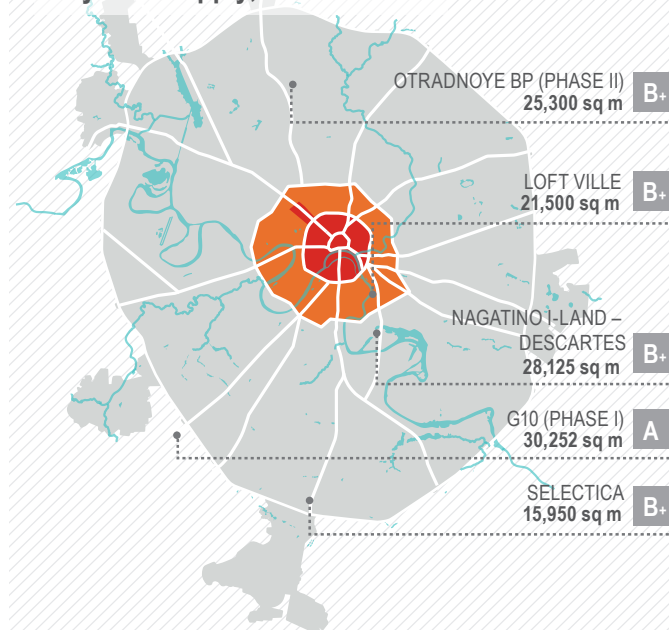 OTRADNOYE BP (PHASE II)
25,300 sq m
B+
LOFT VILLE
21,500 sq m
B+
NAGATINO I-LAND –
DESCARTES
28,125 sq m
B+
G10 (PHASE I)
30,252 sq m
A
SELECTICA
15,950 sq m
B+